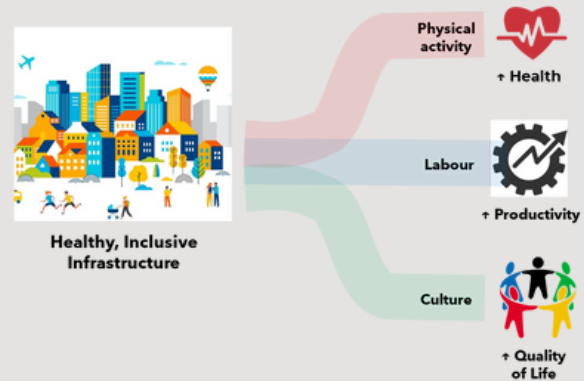 Physical
activity
↑ Health
Labour
↑ Productivity
Healthy, Inclusive
Infrastructure
Culture
↑ Quality
of Life